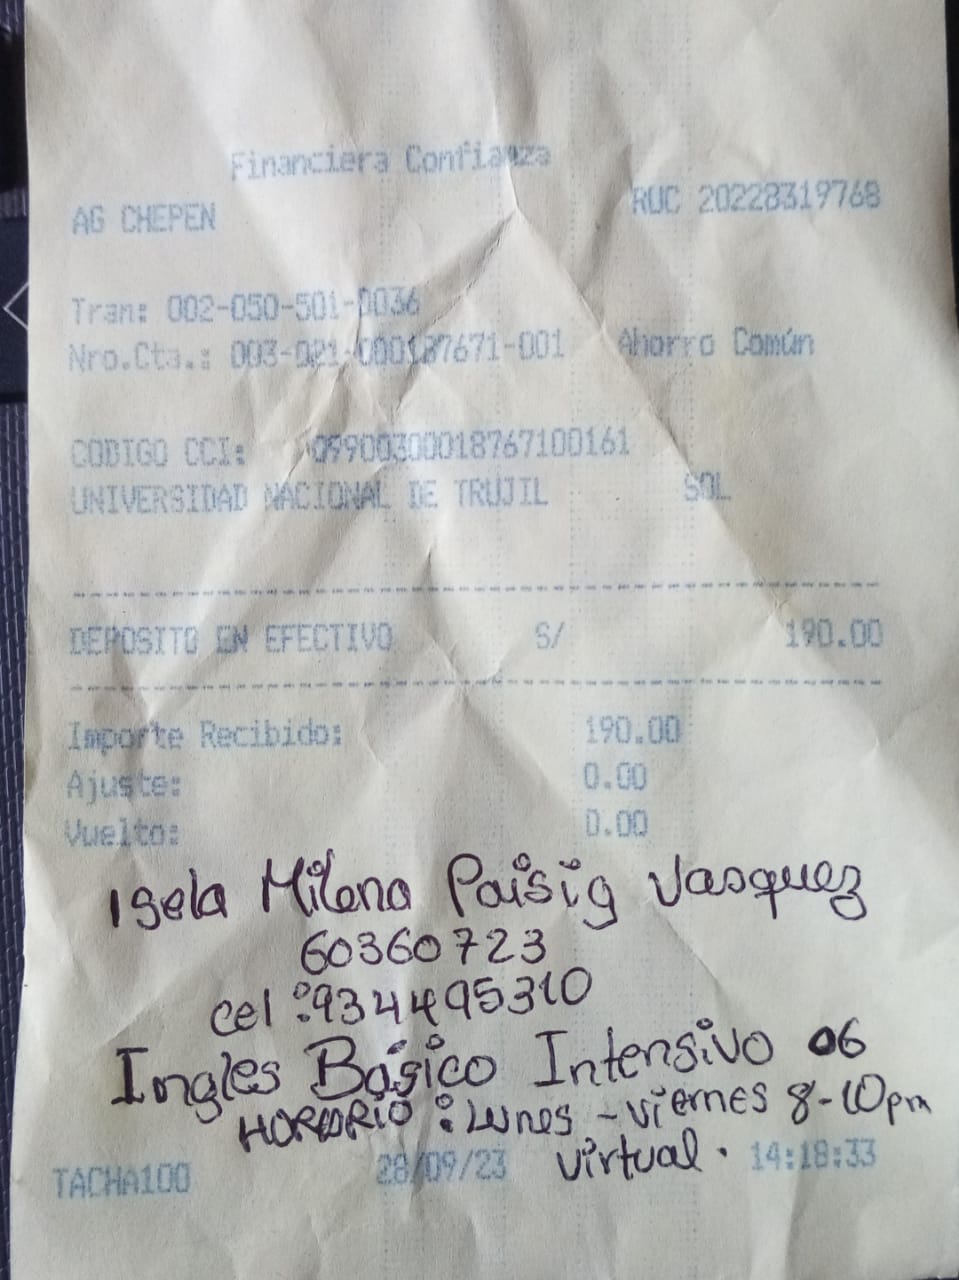 Financiera Confianza
AG CHEPEN RUC 20228319768
Tran: 002-050-501-0036
Nro.Cta.: 003-021-000187671-001 Ahorro Común
CODIGO CCI: 09900300018767100161
UNIVERSIDAD NACIONAL DE TRUJIL SOL
DEPOSITO EN EFECTIVO S/ 190.00
Importe Recibido: 190.00
Ajuste: 0.00
Vuelto: 0.00
Isela Milena Paisig Vasquez
60360723
cel :934495310
Ingles Básico Intensivo 06
HORARIO : Lunes - viernes 8-10pm
virtual.
TACHA100 28/09/23 14:18:33